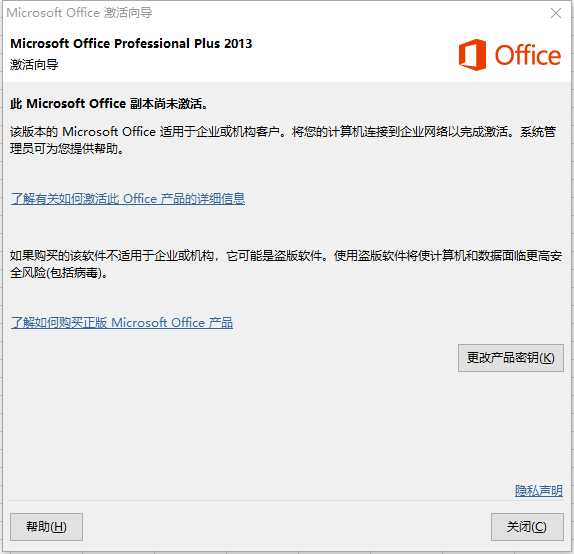 Microsoft Office 激活向导
Microsoft Office Professional Plus 2013
激活向导
Office
此 Microsoft Office 副本尚未激活。
该版本的 Microsoft Office 适用于企业或机构客户。将您的计算机连接到企业网络以完成激活。系统管
理员可为您提供帮助。
了解有关如何激活此 Office 产品的详细信息
如果购买的该软件不适用于企业或机构，它可能是盗版软件。使用盗版软件将使计算机和数据面临更高安
全风险(包括病毒)。
了解如何购买正版 Microsoft Office 产品
更改产品密钥(K)
隐私声明
帮助(H)
关闭(C)